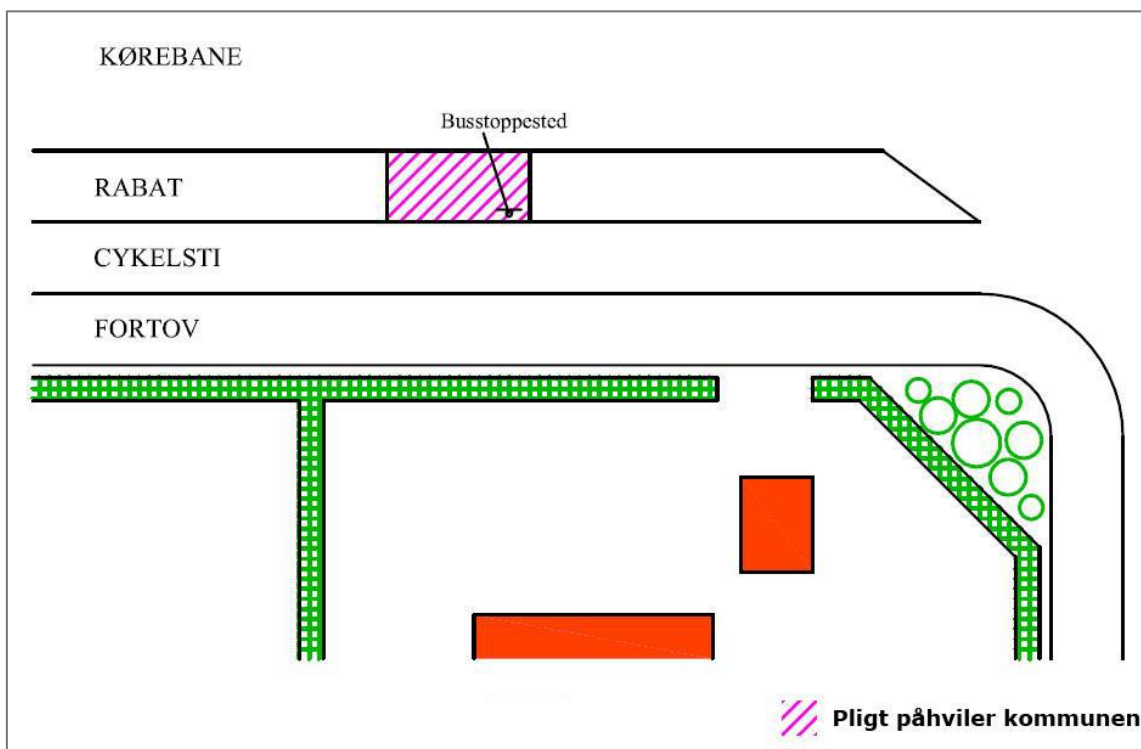 KØREBANE
Busstoppested
RABAT
CYKELSTI
FORTOV
Pligt påhviler kommunen